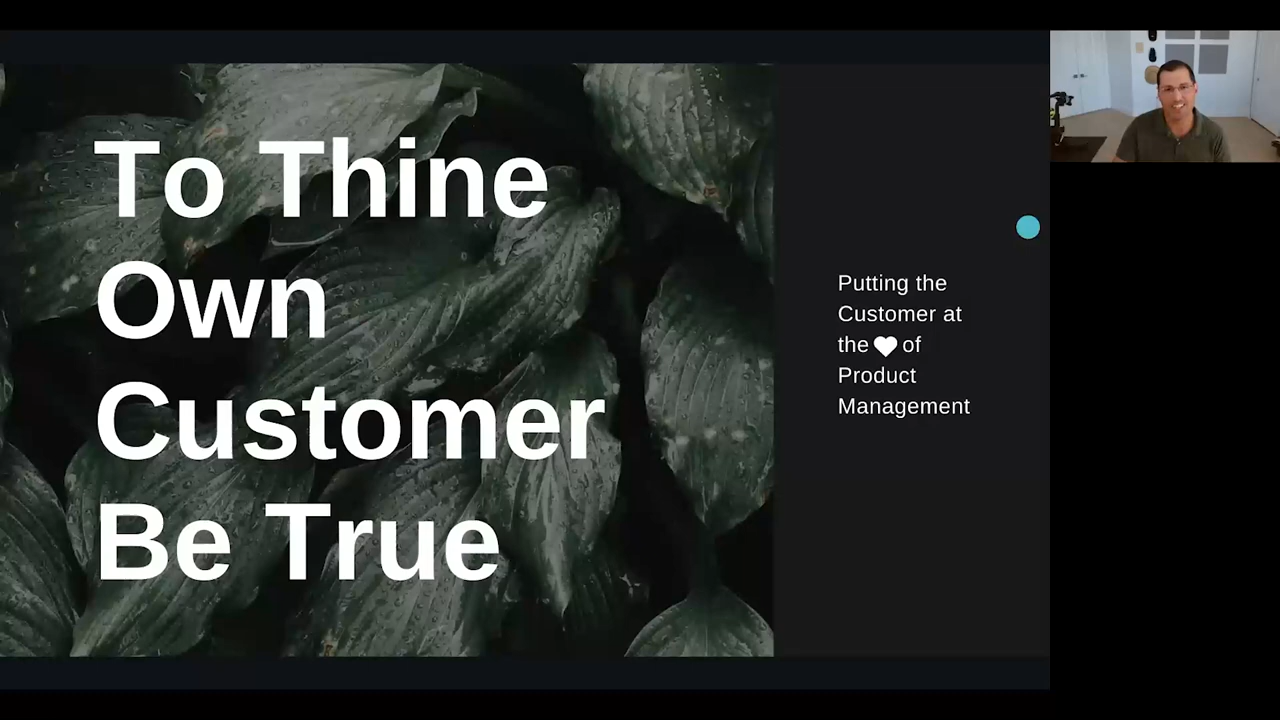 To Thine
Own
Customer
Be True
Putting the
Customer at
the ♥ of
Product
Management